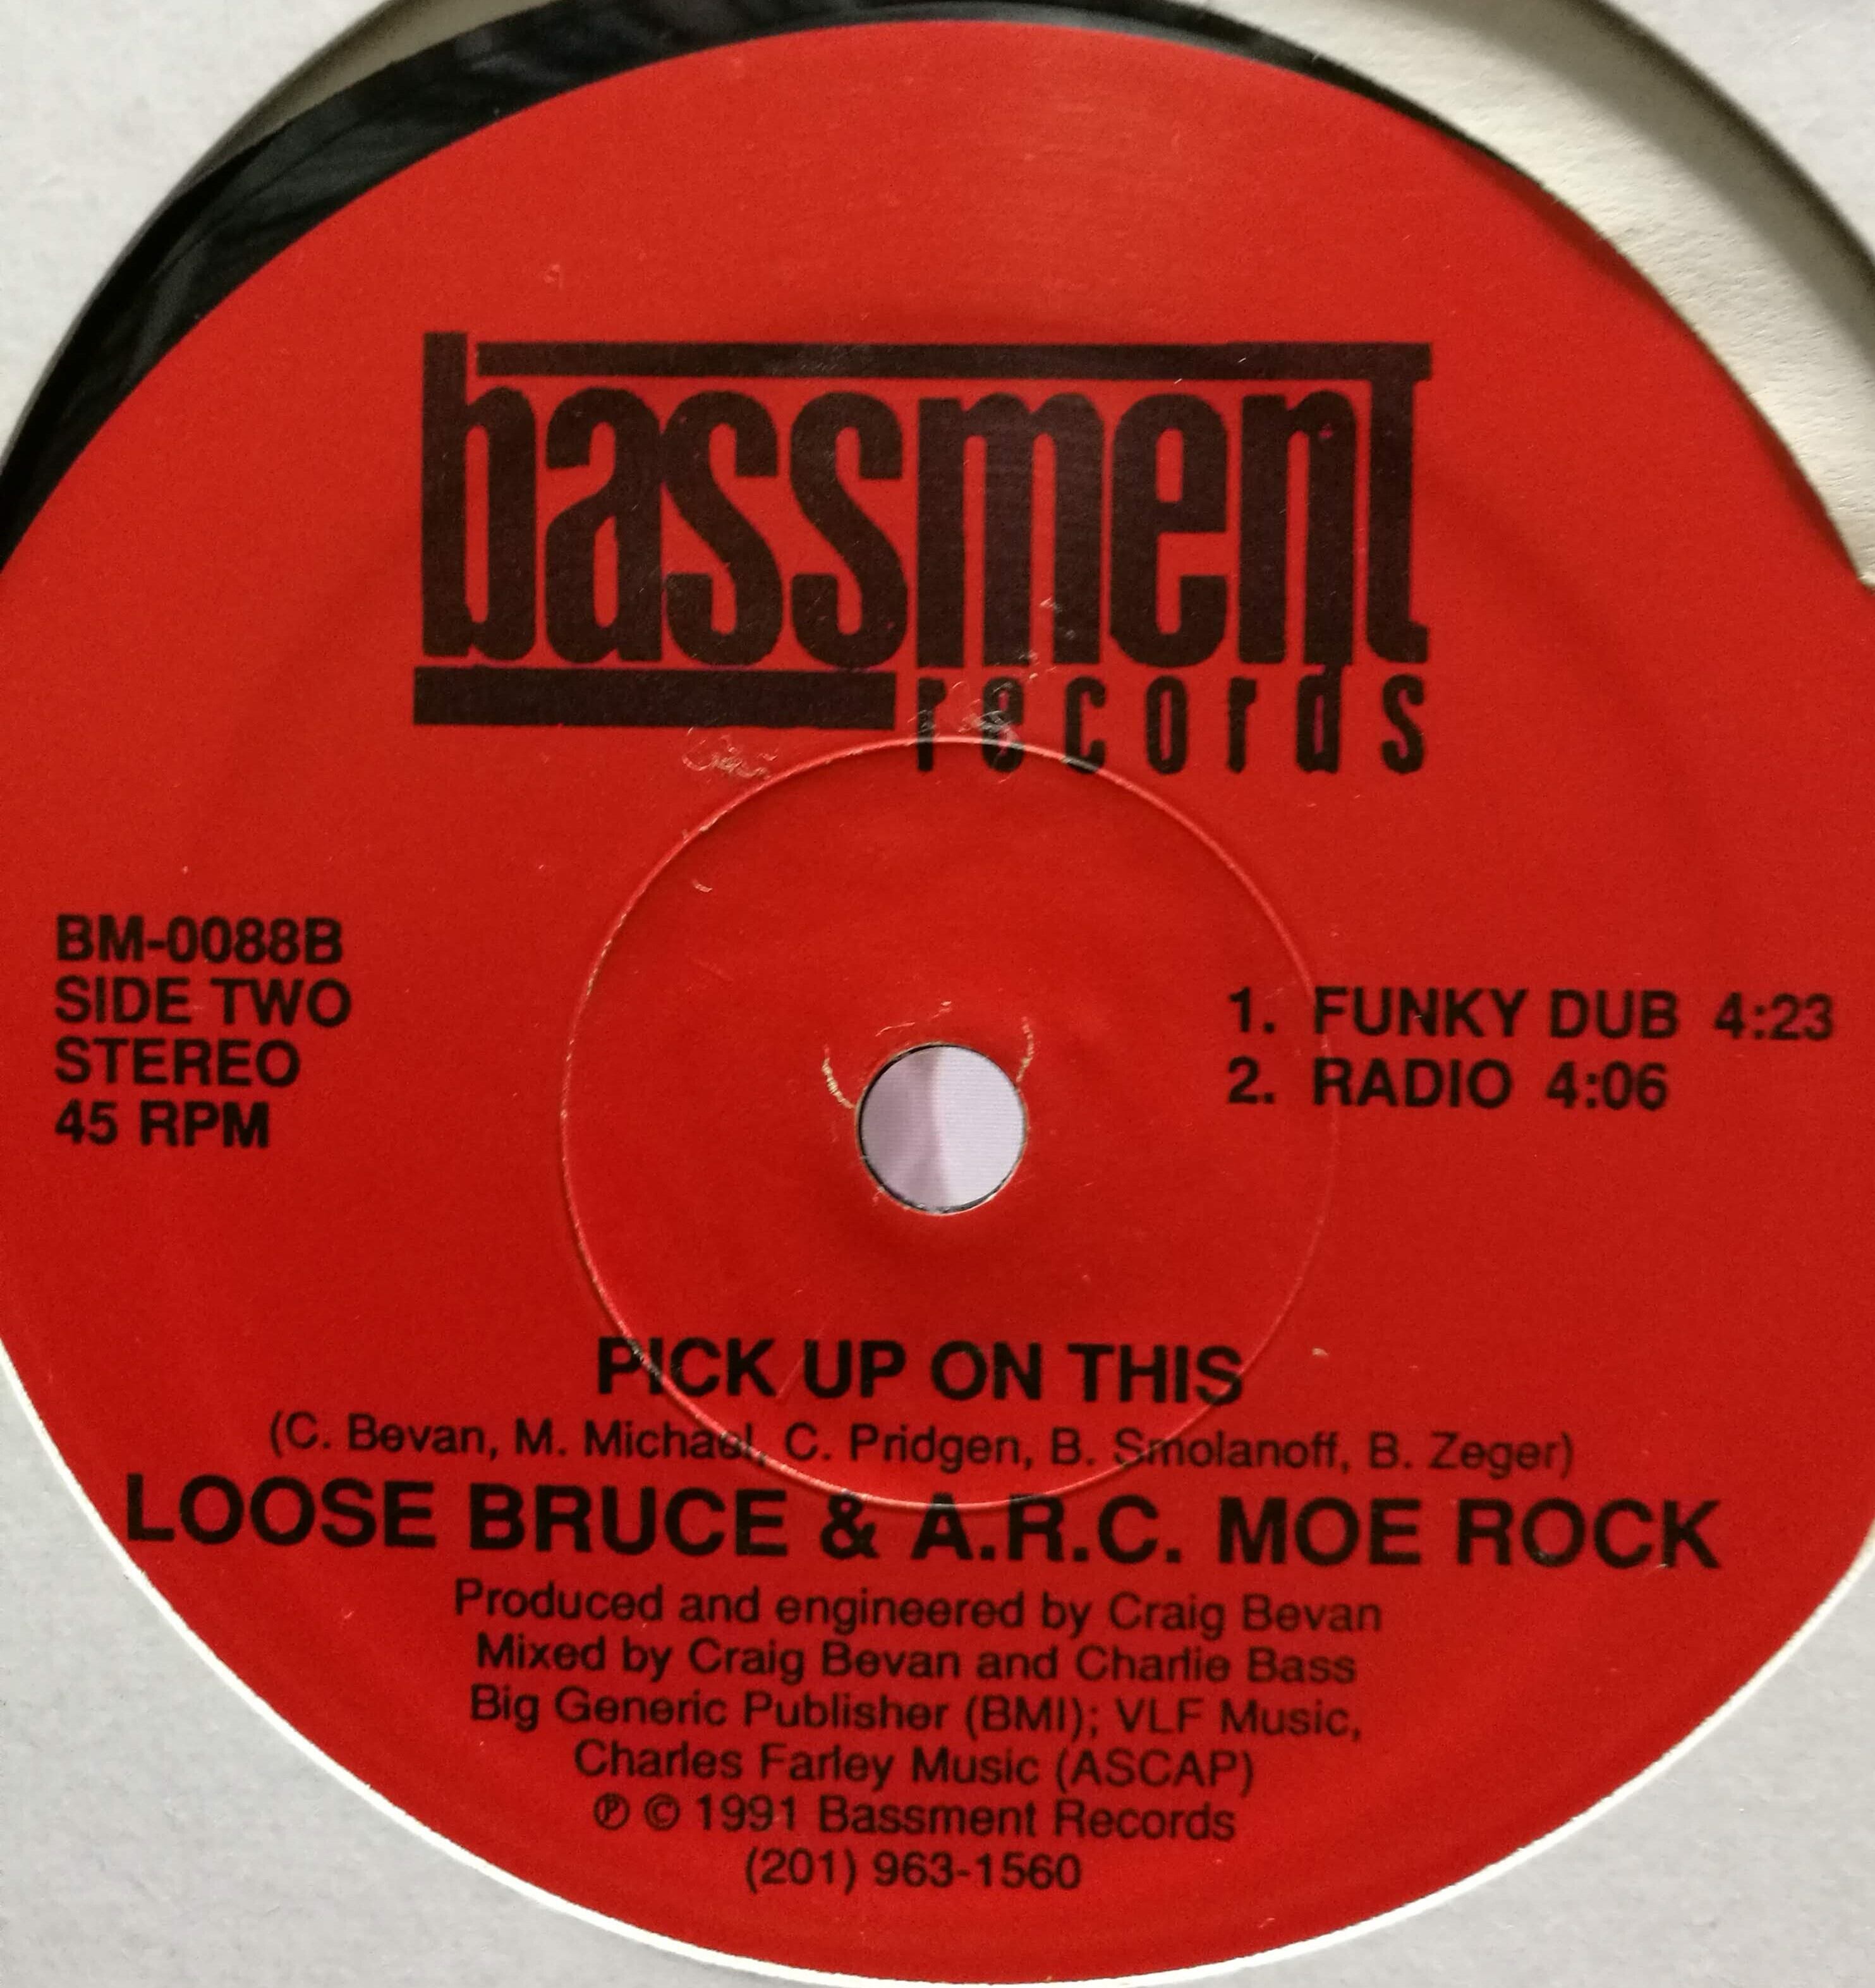 bassment
records
BM-0088B
SIDE TWO
STEREO
45 RPM
1. FUNKY DUB 4:23
2. RADIO 4:06
PICK UP ON THIS
(C. Bevan, M. Michael, C. Pridgen, B. Smolanoff, B. Zeger)
LOOSE BRUCE & A.R.C. MOE ROCK
Produced and engineered by Craig Bevan
Mixed by Craig Bevan and Charlie Bass
Big Generic Publisher (BMI); VLF Music,
Charles Farley Music (ASCAP)
℗ © 1991 Bassment Records
(201) 963-1560